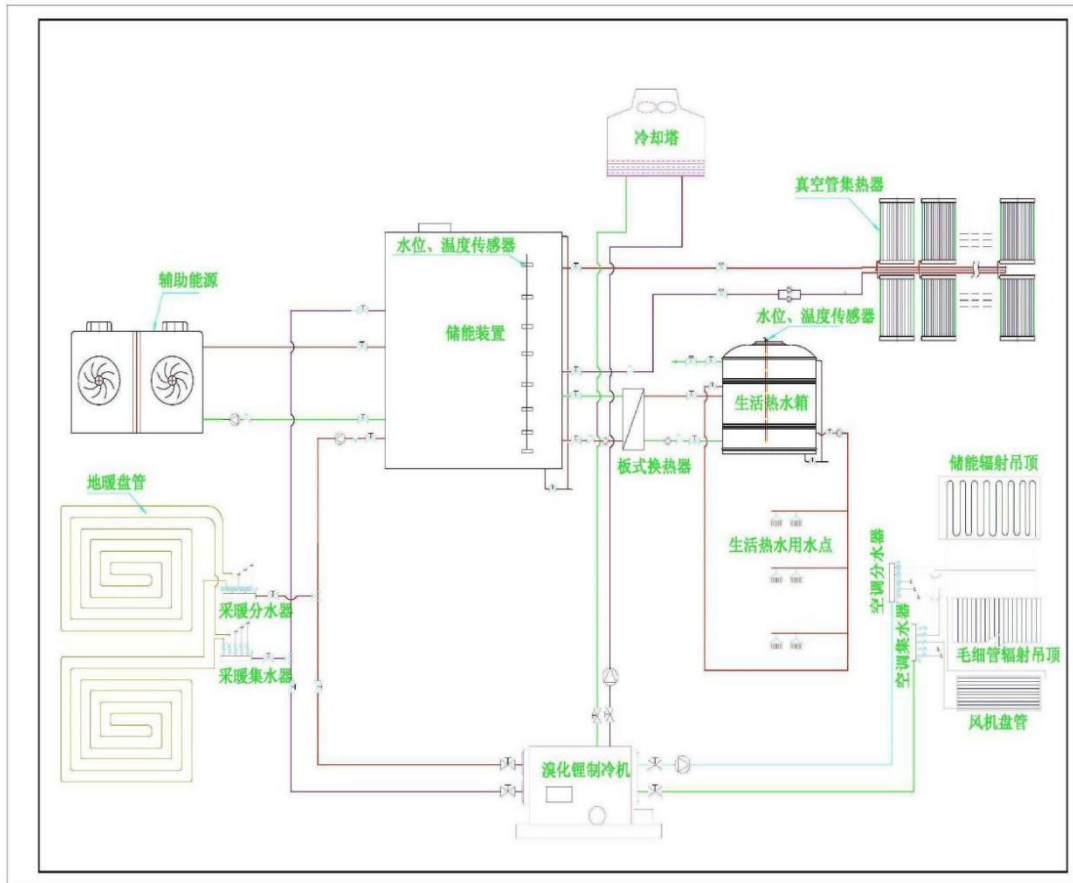 冷却塔
真空管集热器
水位、温度传感器
辅助能源
储能装置
水位、温度传感器
生活热水箱
板式换热器
储能辐射吊顶
地暖盘管
生活热水用水点
空调分水器
采暖分水器
空调集水器
采暖集水器
毛细管辐射吊顶
风机盘管
溴化锂制冷机